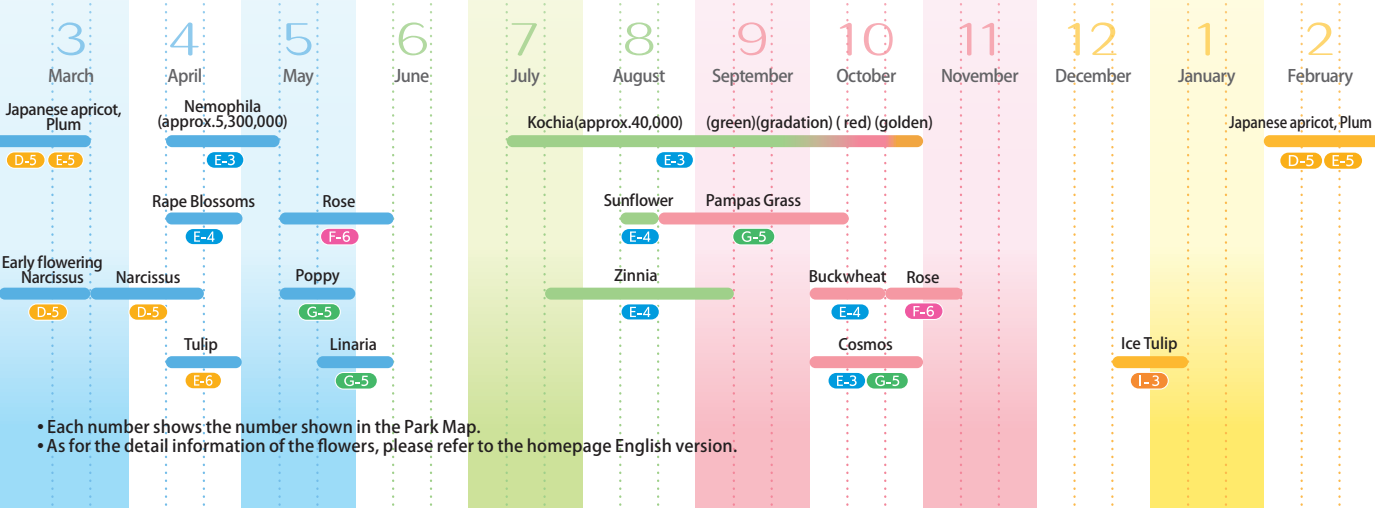 3 4 5 6 7 8 9 10 11 12 1 2
March April May June July August September October November December January February
Japanese apricot,
Plum
D-5 E-5
Nemophila
(approx.5,300,000)
E-3
Kochia(approx.40,000) (green)(gradation) ( red) (golden)
E-3
Japanese apricot, Plum
D-5 E-5
Rape Blossoms
E-4
Rose
F-6
Sunflower
E-4
Pampas Grass
G-5
Early flowering
Narcissus
D-5
Narcissus
D-5
Poppy
G-5
Zinnia
E-4
Buckwheat
E-4
Rose
F-6
Tulip
E-6
Linaria
G-5
Cosmos
E-3 G-5
Ice Tulip
I-3
• Each number shows the number shown in the Park Map.
• As for the detail information of the flowers, please refer to the homepage English version.